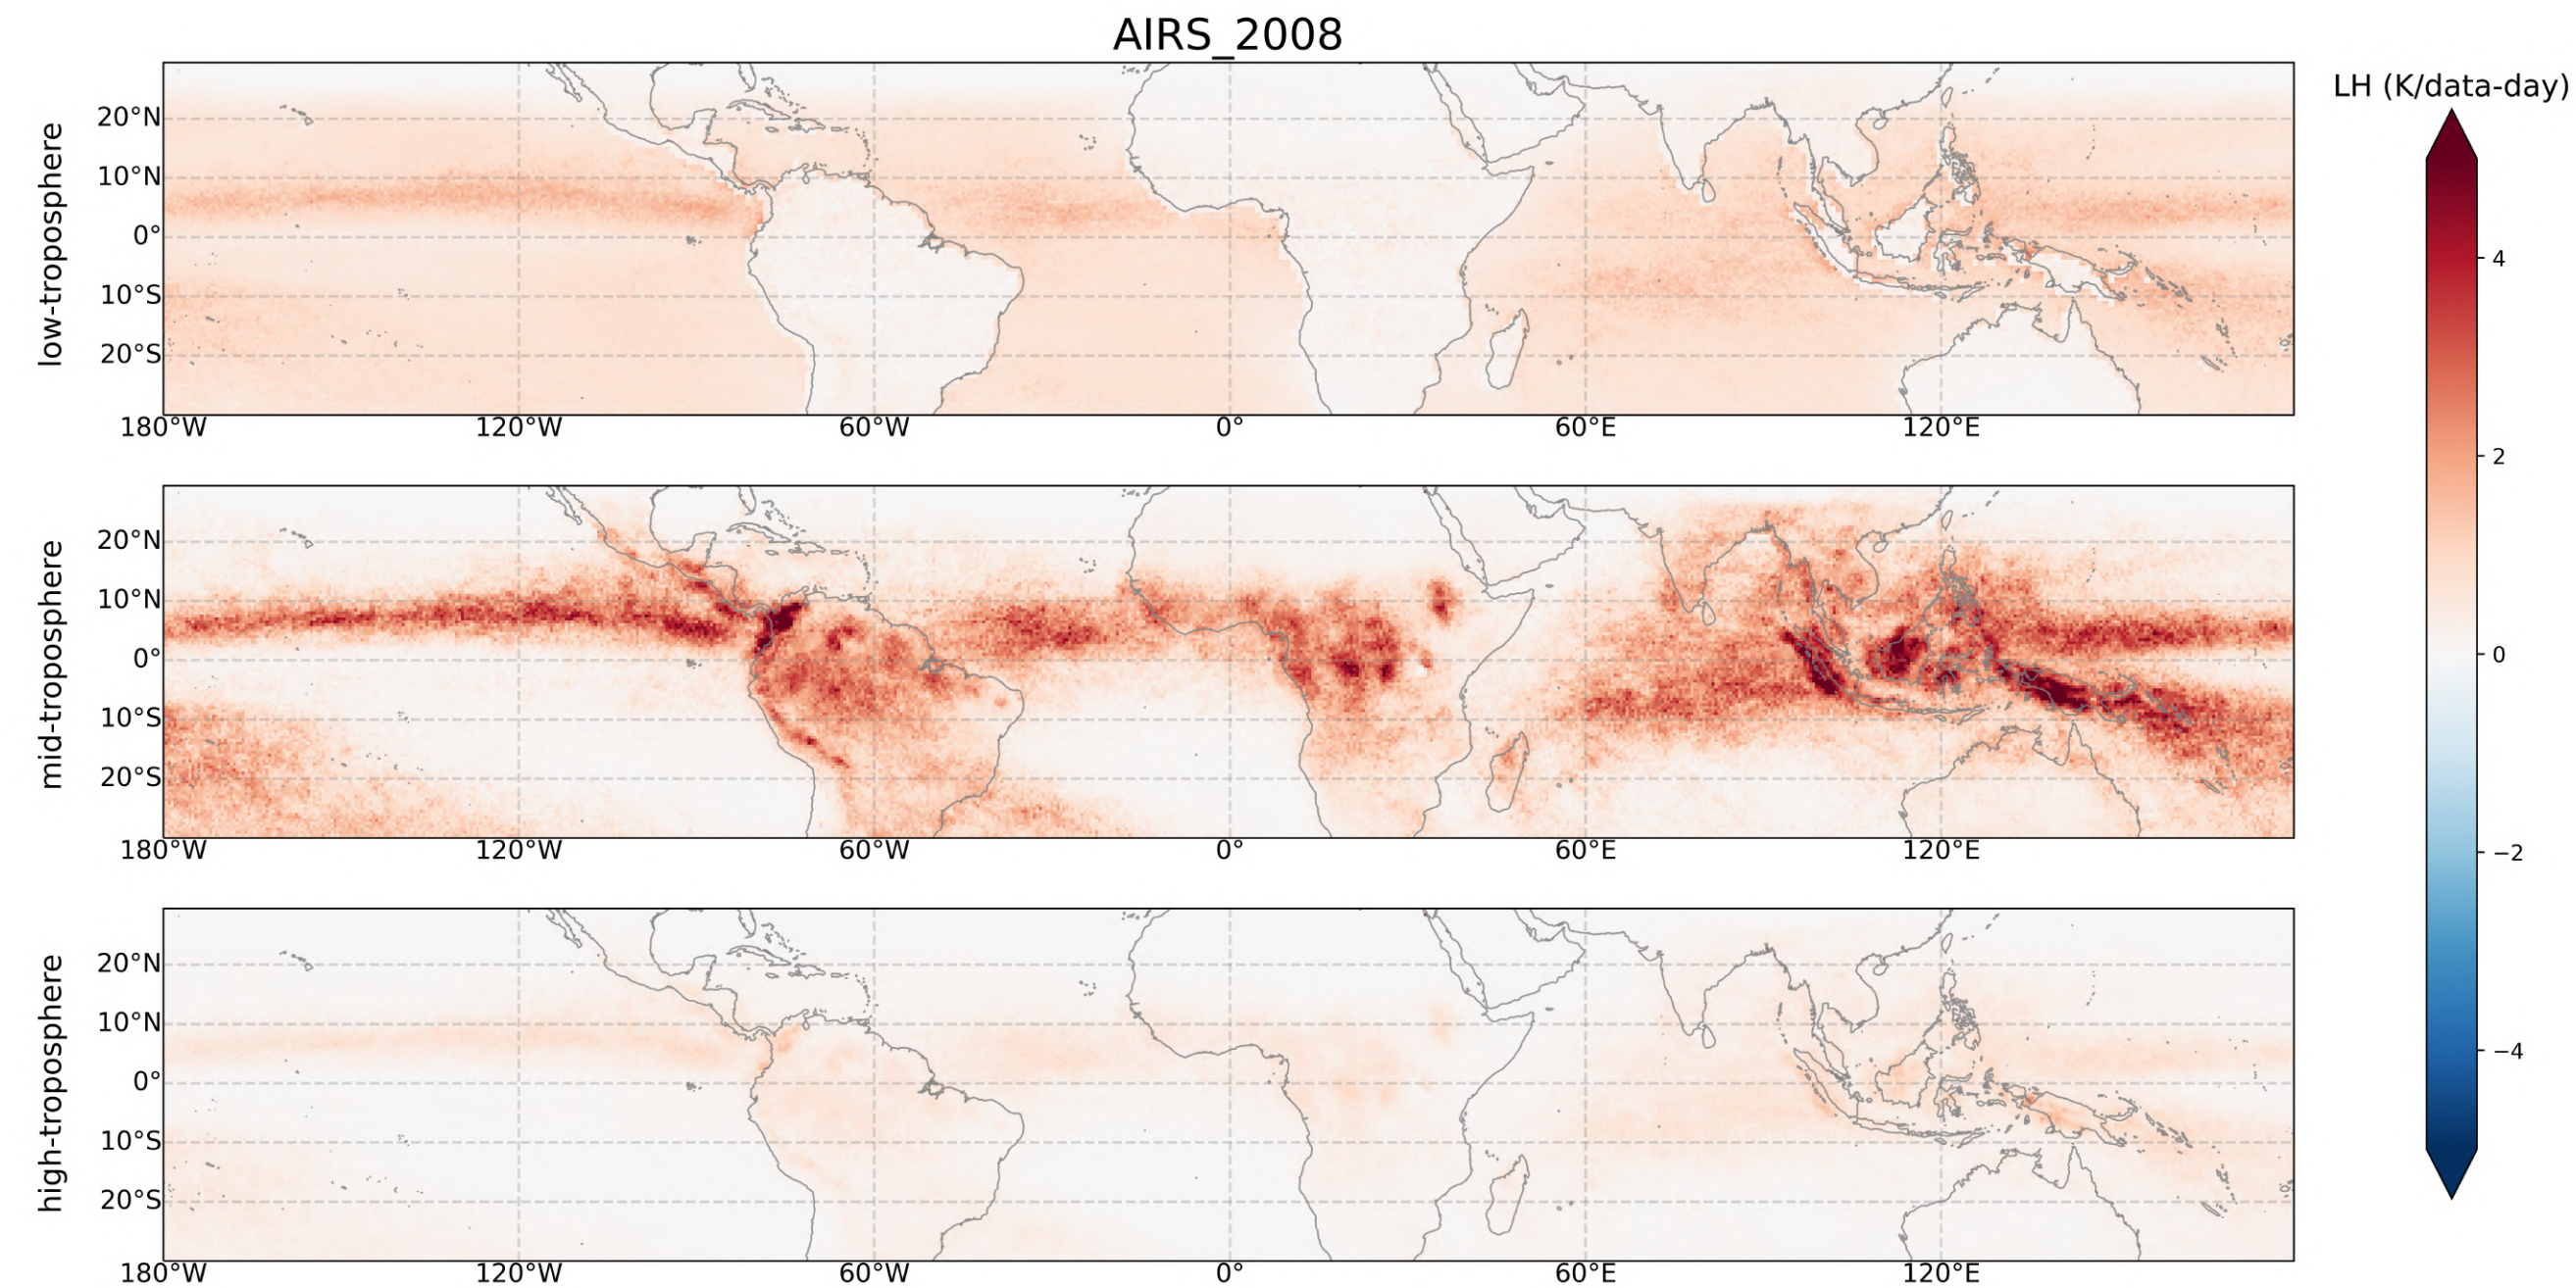 AIRS_2008
LH (K/data-day)
low-troposphere
20°N
10°N
0°
10°S
20°S
180°W 120°W 60°W 0° 60°E 120°E
mid-troposphere
20°N
10°N
0°
10°S
20°S
180°W 120°W 60°W 0° 60°E 120°E
high-troposphere
20°N
10°N
0°
10°S
20°S
180°W 120°W 60°W 0° 60°E 120°E
4
2
0
−2
−4